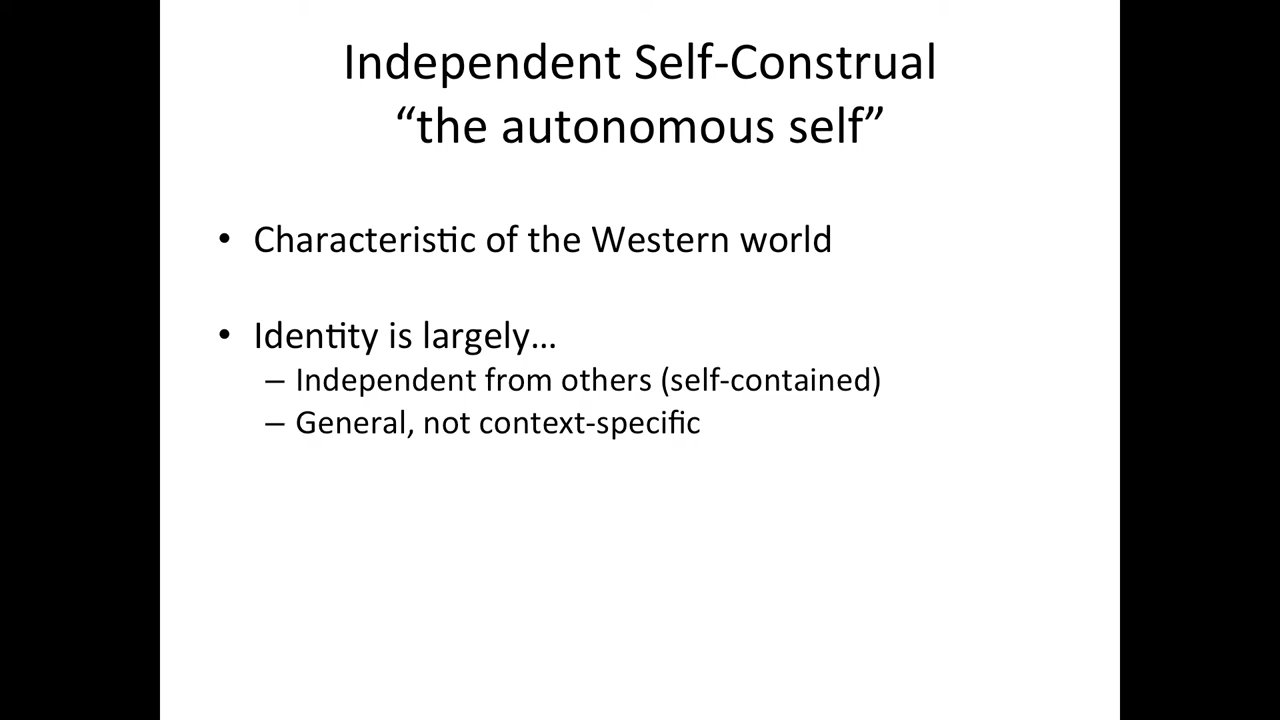 Independent Self-Construal
“the autonomous self”
• Characteristic of the Western world
• Identity is largely…
– Independent from others (self-contained)
– General, not context-specific